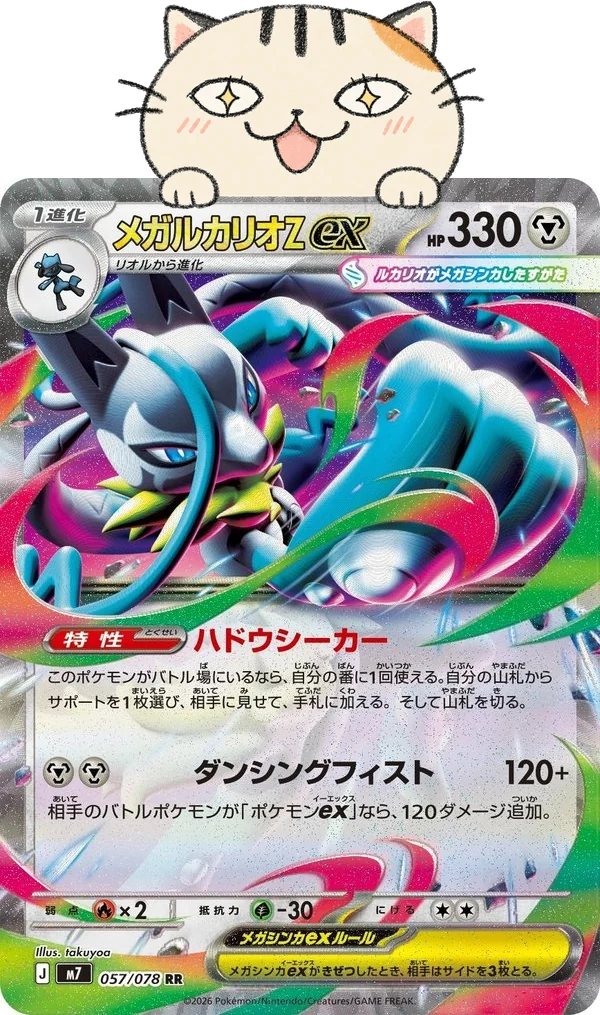 1進化
メガルカリオZex
HP330
リオルから進化
ルカリオがメガシンカしたすがた
特性 とくせい ハドウシーカー
このポケモンがバトル場にいるなら、自分の番に1回使える。自分の山札から
サポートを1枚選び、相手に見せて、手札に加える。そして山札を切る。
ダンシングフィスト 120+
相手のバトルポケモンが「ポケモンex」なら、120ダメージ追加。
弱点 ×2 抵抗力 -30 にげる
メガシンカexルール
メガシンカexがきぜつしたとき、相手はサイドを3枚とる。
Illus. takuyoa
J M7 057/078 RR
©2026 Pokémon/Nintendo/Creatures/GAME FREAK.